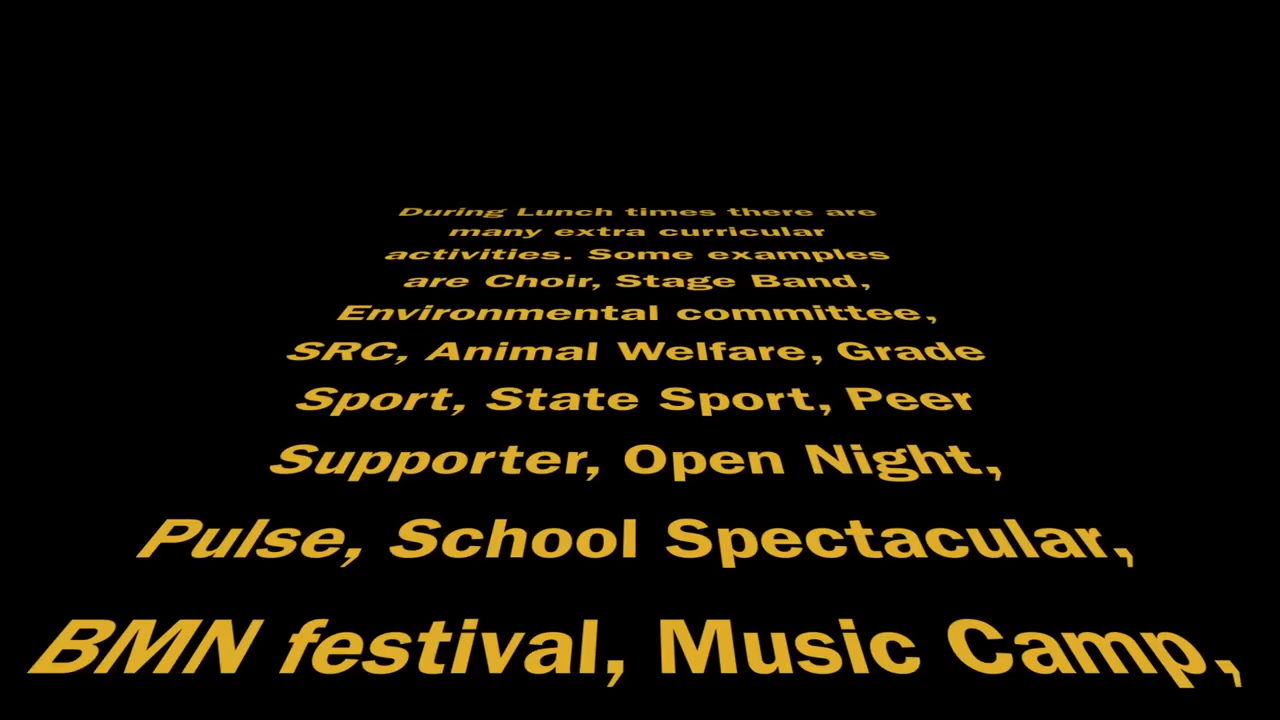 During Lunch times there are
many extra curricular
activities. Some examples
are Choir, Stage Band,
Environmental committee,
SRC, Animal Welfare, Grade
Sport, State Sport, Peer
Supporter, Open Night,
Pulse, School Spectacular,
BMN festival, Music Camp,